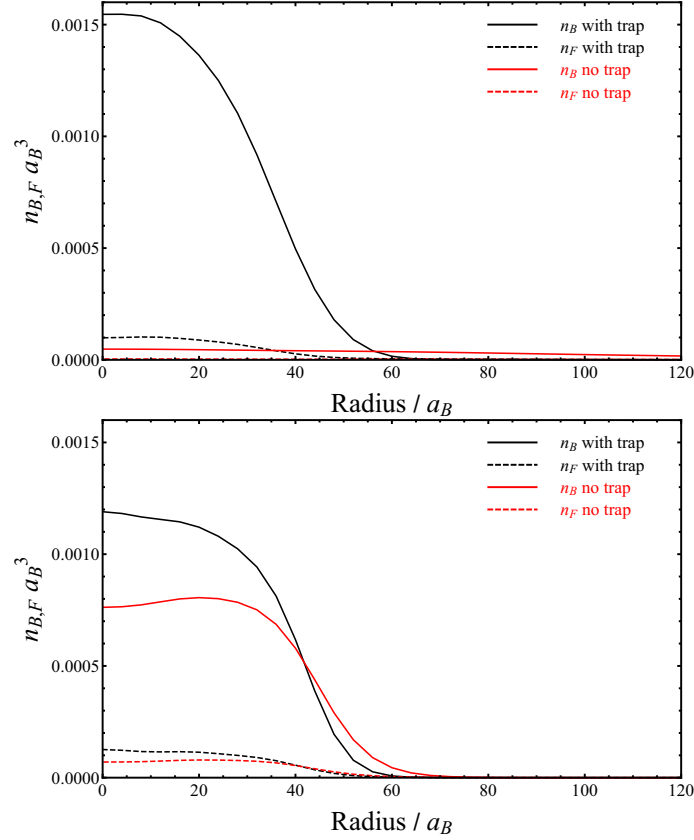 n_B with trap
n_F with trap
n_B no trap
n_F no trap
0.0015
0.0010
0.0005
0.0000
n_{B,F} a_B^3
0 20 40 60 80 100 120
Radius / a_B
n_B with trap
n_F with trap
n_B no trap
n_F no trap
0.0015
0.0010
0.0005
0.0000
n_{B,F} a_B^3
0 20 40 60 80 100 120
Radius / a_B